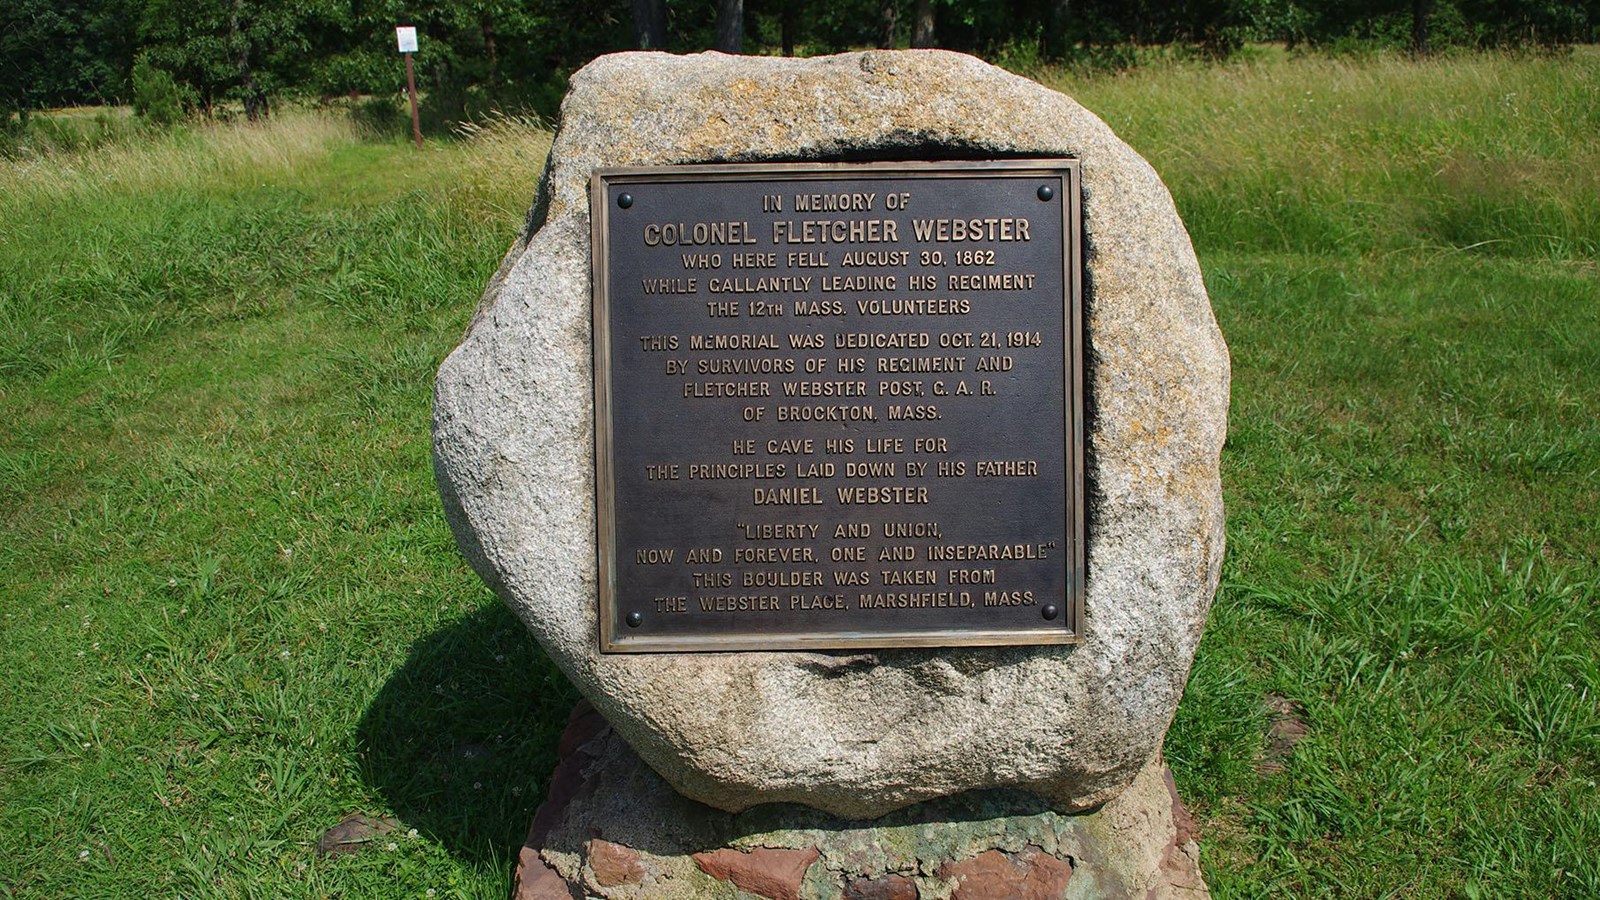 IN MEMORY OF
COLONEL FLETCHER WEBSTER
WHO HERE FELL AUGUST 30, 1862
WHILE GALLANTLY LEADING HIS REGIMENT
THE 12TH MASS. VOLUNTEERS
THIS MEMORIAL WAS DEDICATED OCT. 21, 1914
BY SURVIVORS OF HIS REGIMENT AND
FLETCHER WEBSTER POST, G. A. R.
OF BROCKTON, MASS.
HE GAVE HIS LIFE FOR
THE PRINCIPLES LAID DOWN BY HIS FATHER
DANIEL WEBSTER
"LIBERTY AND UNION,
NOW AND FOREVER, ONE AND INSEPARABLE"
THIS BOULDER WAS TAKEN FROM
THE WEBSTER PLACE, MARSHFIELD, MASS.